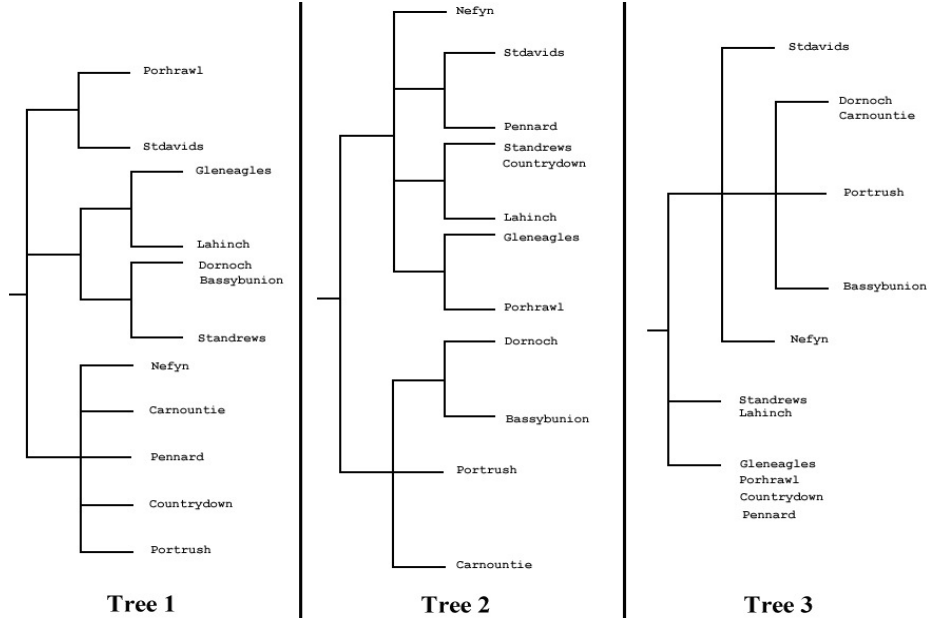 Porhrawl
Stdavids
Gleneagles
Lahinch
Dornoch
Bassybunion
Standrews
Nefyn
Carnountie
Pennard
Countrydown
Portrush
Tree 1
Nefyn
Stdavids
Pennard
Standrews
Countrydown
Lahinch
Gleneagles
Porhrawl
Dornoch
Bassybunion
Portrush
Carnountie
Tree 2
Stdavids
Dornoch
Carnountie
Portrush
Bassybunion
Nefyn
Standrews
Lahinch
Gleneagles
Porhrawl
Countrydown
Pennard
Tree 3